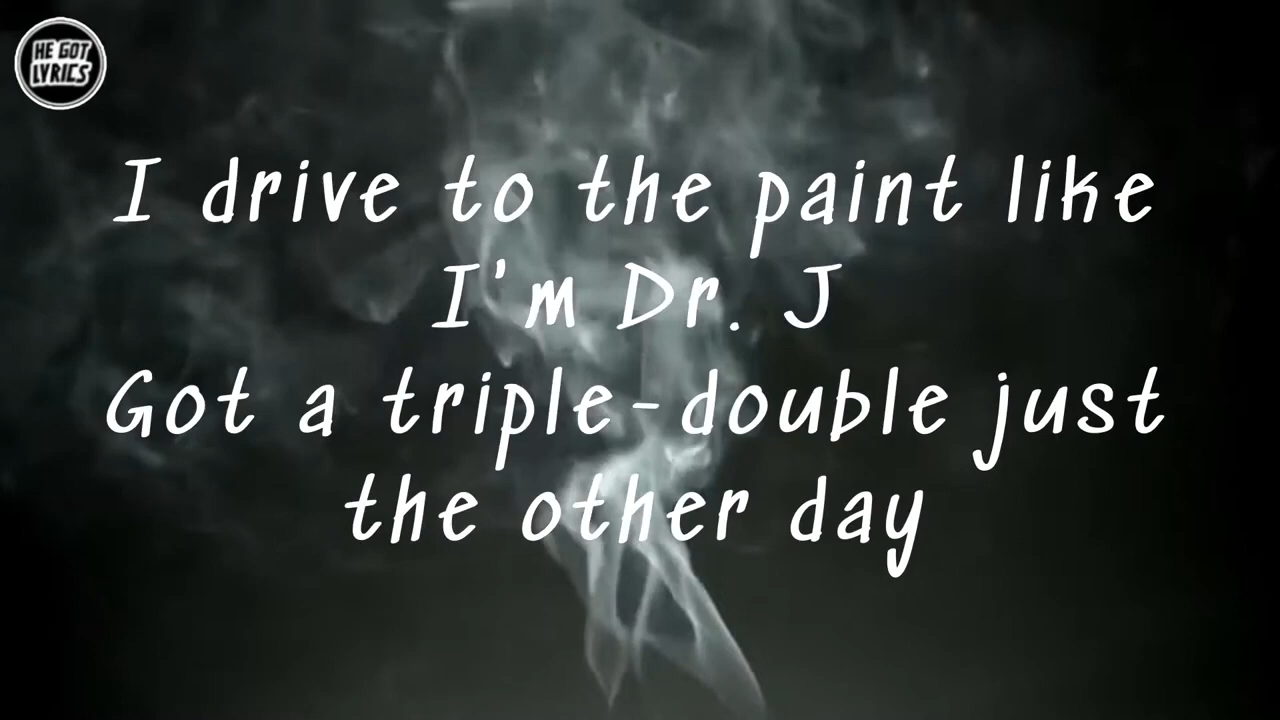 HE GOT
LYRICS
I drive to the paint like
I'm Dr. J
Got a triple-double just
the other day